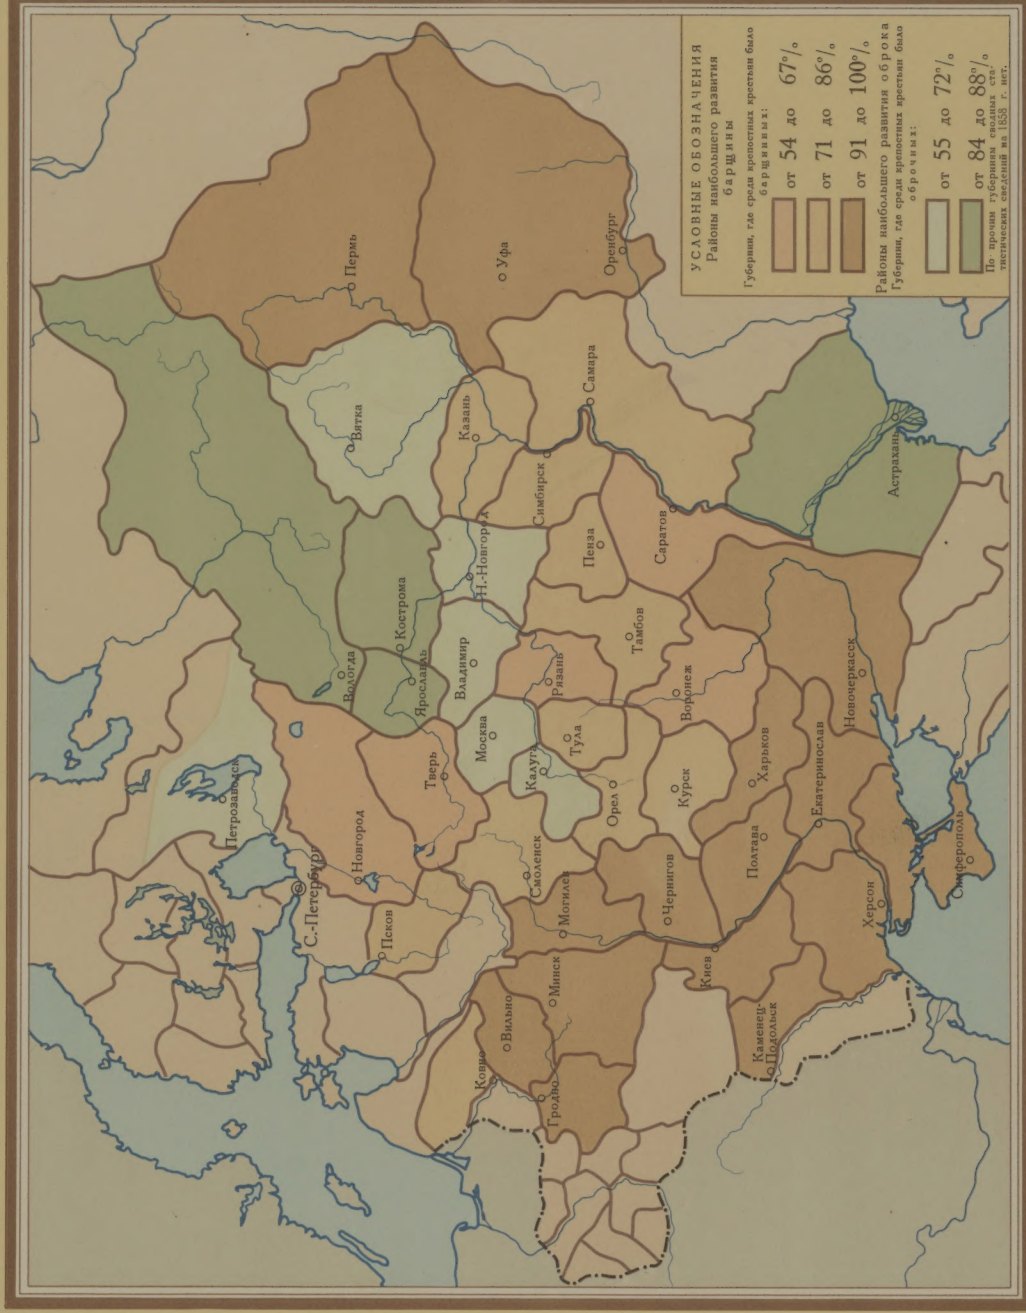 УСЛОВНЫЕ ОБОЗНАЧЕНИЯ
Районы наибольшего развития
барщины
Губернии, где среди крепостных крестьян было
барщинных:
от 54 до 67%
от 71 до 86%
от 91 до 100%
Районы наибольшего развития оброка
Губернии, где среди крепостных крестьян было
оброчных:
от 55 до 72%
от 84 до 88%
По прочим губерниям сводных ста-
тистических сведений на 1858 г. нет.
Петрозаводск
С.-Петербург
Новгород
Псков
Вологда
Кострома
Ярославль
Тверь
Вятка
Пермь
Уфа
Оренбург
Казань
Симбирск
Самара
Н.-Новгород
Владимир
Москва
Калуга
Смоленск
Рязань
Тула
Орел
Пенза
Тамбов
Саратов
Воронеж
Курск
Харьков
Полтава
Чернигов
Могилев
Минск
Вильно
Ковно
Гродно
Киев
Каменец-
Подольск
Херсон
Екатеринослав
Симферополь
Новочеркасск
Астрахань